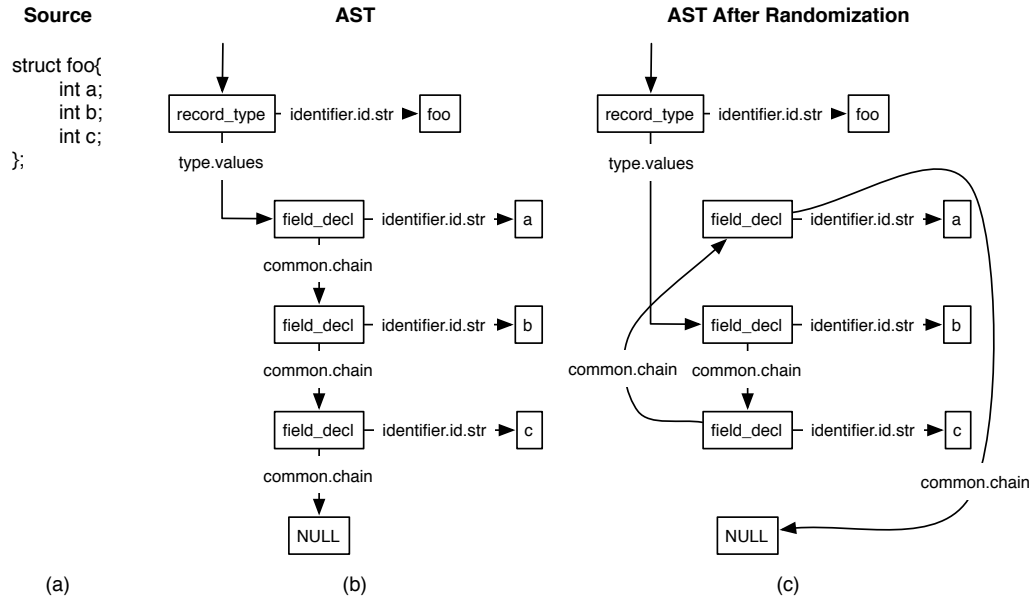 Source
struct foo{
int a;
int b;
int c;
};
(a)
AST
record_type identifier.id.str foo
type.values
field_decl identifier.id.str a
common.chain
field_decl identifier.id.str b
common.chain
field_decl identifier.id.str c
common.chain
NULL
(b)
AST After Randomization
record_type identifier.id.str foo
type.values
field_decl identifier.id.str a
field_decl identifier.id.str b
common.chain common.chain
field_decl identifier.id.str c
common.chain
NULL
(c)